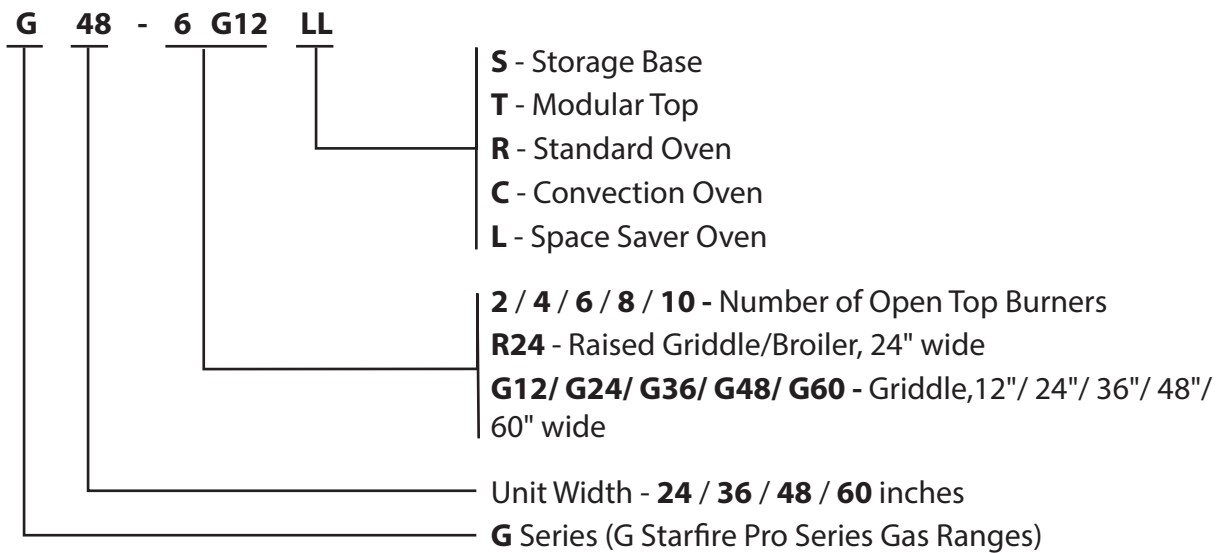 G 48 - 6 G12 LL
S - Storage Base
T - Modular Top
R - Standard Oven
C - Convection Oven
L - Space Saver Oven
2 / 4 / 6 / 8 / 10 - Number of Open Top Burners
R24 - Raised Griddle/Broiler, 24" wide
G12/ G24/ G36/ G48/ G60 - Griddle,12"/ 24"/ 36"/ 48"/
60" wide
Unit Width - 24 / 36 / 48 / 60 inches
G Series (G Starfire Pro Series Gas Ranges)